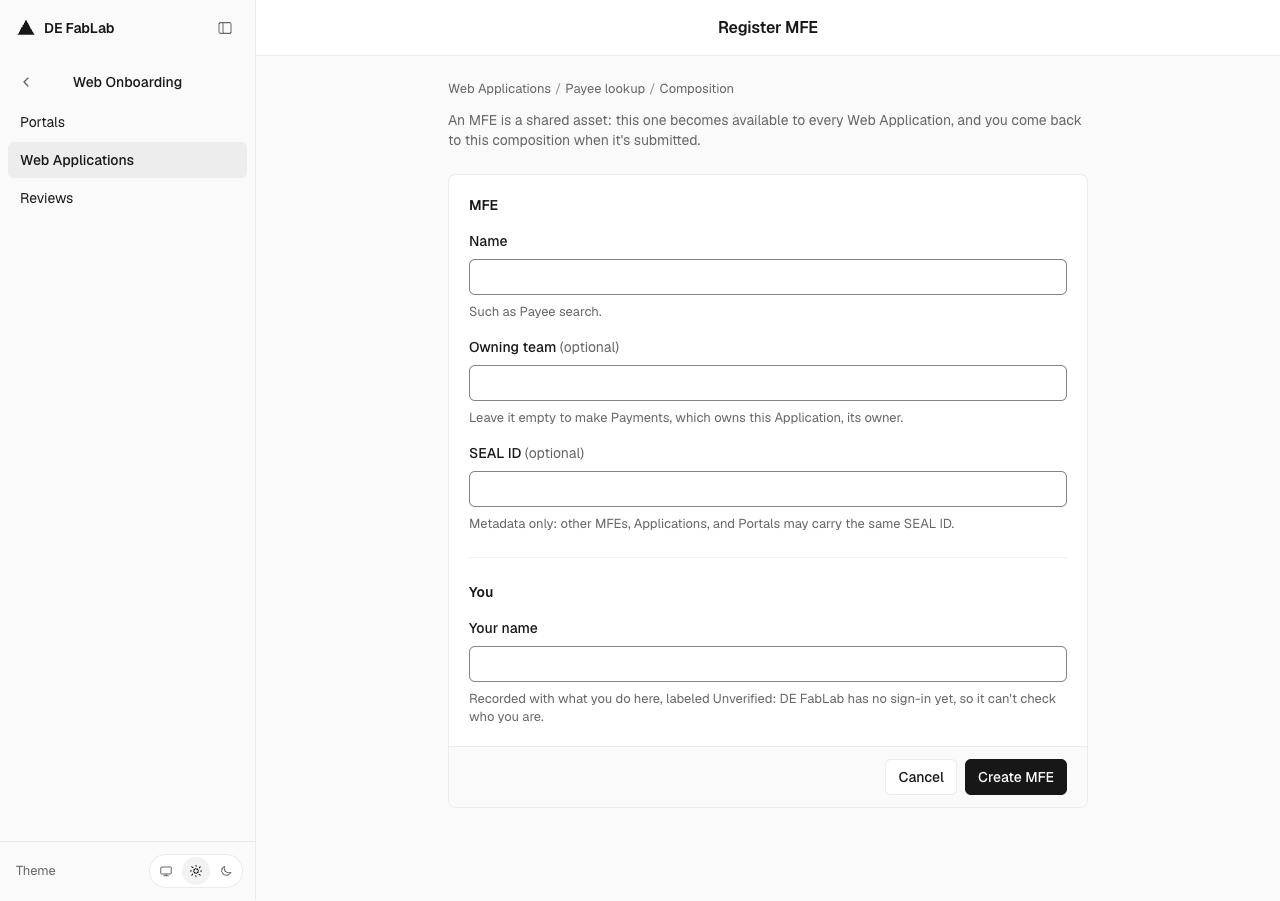 DE FabLab
Web Onboarding
Portals
Web Applications
Reviews
Theme
Register MFE
Web Applications / Payee lookup / Composition
An MFE is a shared asset: this one becomes available to every Web Application, and you come back
to this composition when it's submitted.
MFE
Name
Such as Payee search.
Owning team (optional)
Leave it empty to make Payments, which owns this Application, its owner.
SEAL ID (optional)
Metadata only: other MFEs, Applications, and Portals may carry the same SEAL ID.
You
Your name
Recorded with what you do here, labeled Unverified: DE FabLab has no sign-in yet, so it can't check
who you are.
Cancel
Create MFE